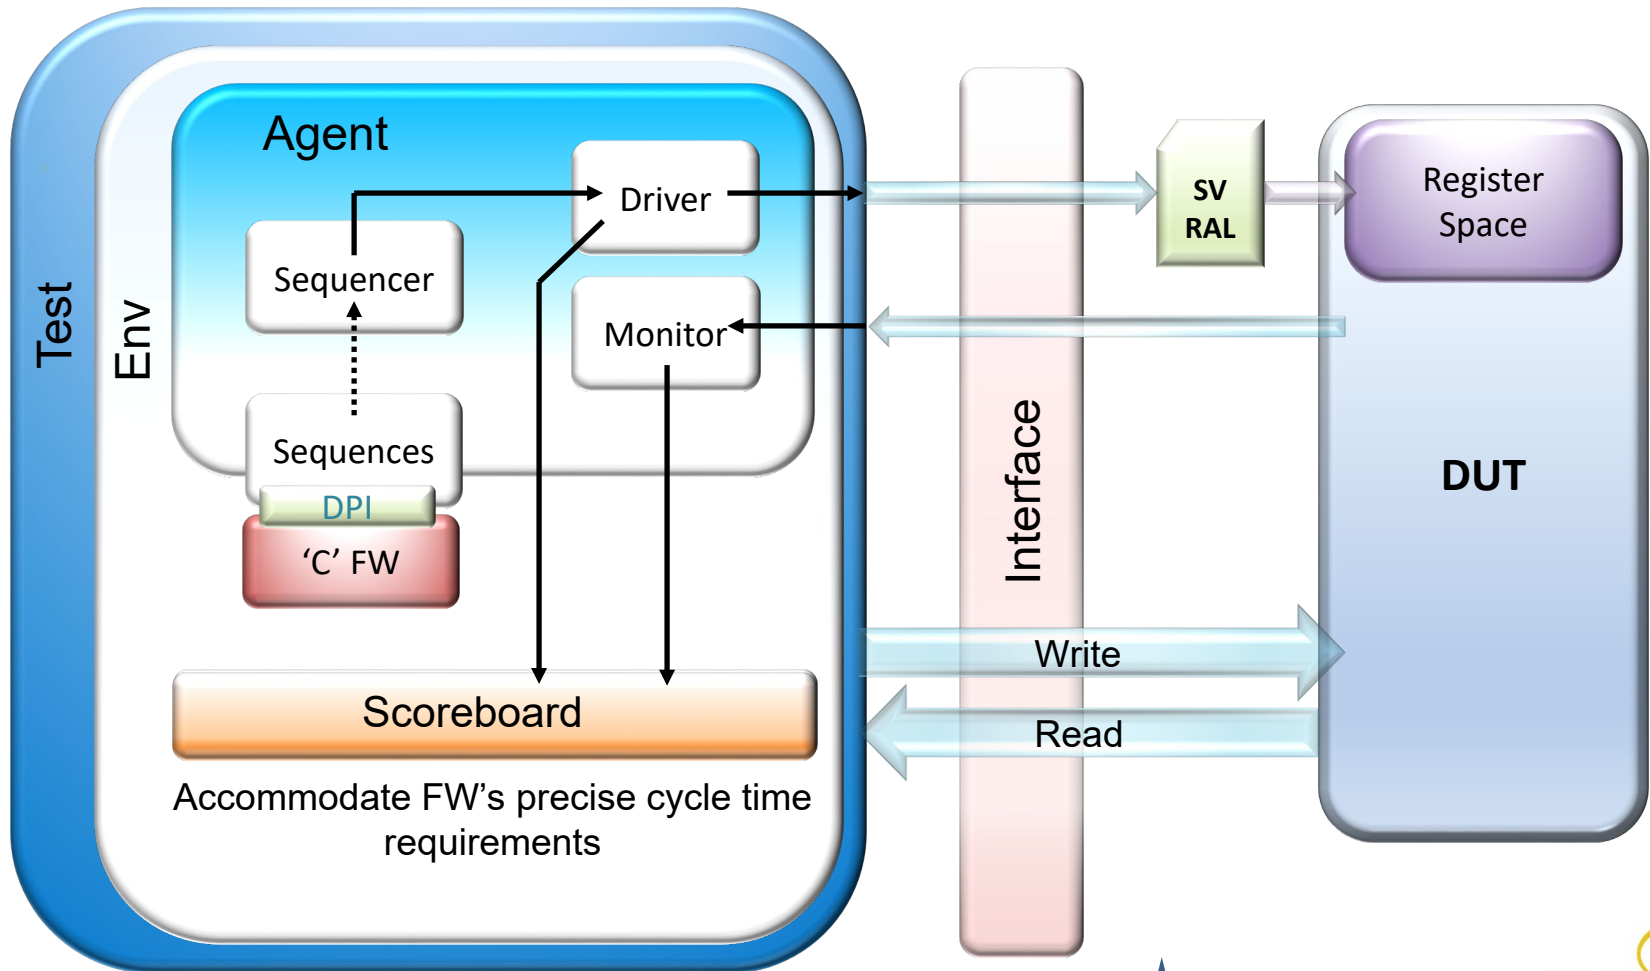 Test
Env
Agent
Driver
Sequencer
Monitor
Sequences
DPI
‘C’ FW
Scoreboard
Accommodate FW’s precise cycle time
requirements
Interface
SV
RAL
Register
Space
DUT
Write
Read